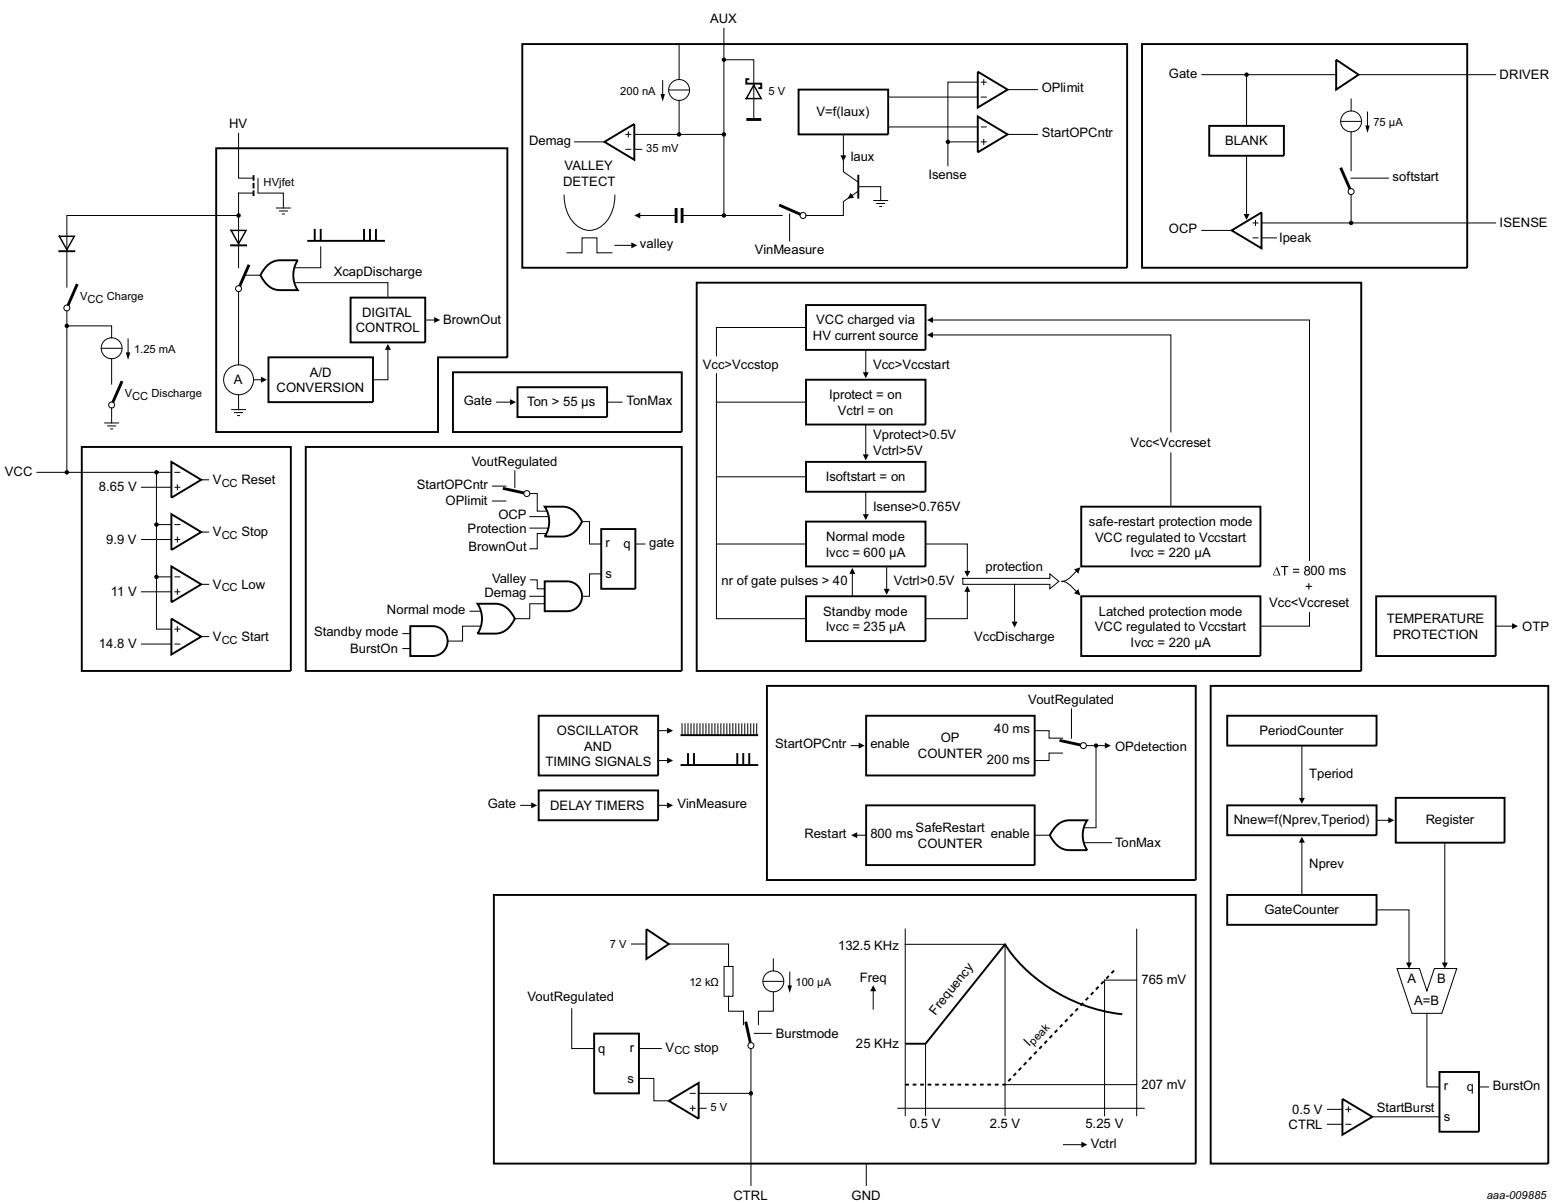 AUX
200 nA
5 V
Demag
+
−
35 mV
VALLEY
DETECT
valley
V=f(Iaux)
Iaux
VinMeasure
+
−
OPlimit
−
+
StartOPCntr
Isense
Gate
DRIVER
BLANK
75 µA
softstart
OCP
+
−
Ipeak
ISENSE
HV
HVjfet
XcapDischarge
DIGITAL
CONTROL
BrownOut
A
A/D
CONVERSION
VCC Charge
1.25 mA
VCC Discharge
Gate
Ton > 55 µs
TonMax
VCC
8.65 V
−
+
VCC Reset
9.9 V
−
+
VCC Stop
11 V
−
+
VCC Low
14.8 V
+
−
VCC Start
VoutRegulated
StartOPCntr
OPlimit
OCP
Protection
BrownOut
r q
s
gate
Valley
Demag
Normal mode
Standby mode
BurstOn
VCC charged via
HV current source
Vcc>Vccstop
Vcc>Vccstart
Iprotect = on
Vctrl = on
Vprotect>0.5V
Vctrl>5V
Isoftstart = on
Isense>0.765V
Normal mode
Ivcc = 600 µA
nr of gate pulses > 40
Vctrl>0.5V
Standby mode
Ivcc = 235 µA
protection
VccDischarge
Vcc<Vccreset
safe-restart protection mode
VCC regulated to Vccstart
Ivcc = 220 µA
Latched protection mode
VCC regulated to Vccstart
Ivcc = 220 µA
ΔT = 800 ms
+
Vcc<Vccreset
TEMPERATURE
PROTECTION
OTP
OSCILLATOR
AND
TIMING SIGNALS
Gate
DELAY TIMERS
VinMeasure
VoutRegulated
StartOPCntr
enable
OP
COUNTER
40 ms
200 ms
OPdetection
Restart
800 ms
SafeRestart
COUNTER
enable
TonMax
PeriodCounter
Tperiod
Nnew=f(Nprev,Tperiod)
Register
Nprev
GateCounter
A
B
A=B
r q
s
BurstOn
0.5 V
CTRL
+
−
StartBurst
7 V
12 kΩ
100 µA
Burstmode
VoutRegulated
q r
s
VCC stop
−
+
5 V
132.5 KHz
Freq
25 KHz
Frequency
Ipeak
765 mV
207 mV
0.5 V
2.5 V
5.25 V
Vctrl
CTRL
GND
aaa-009885